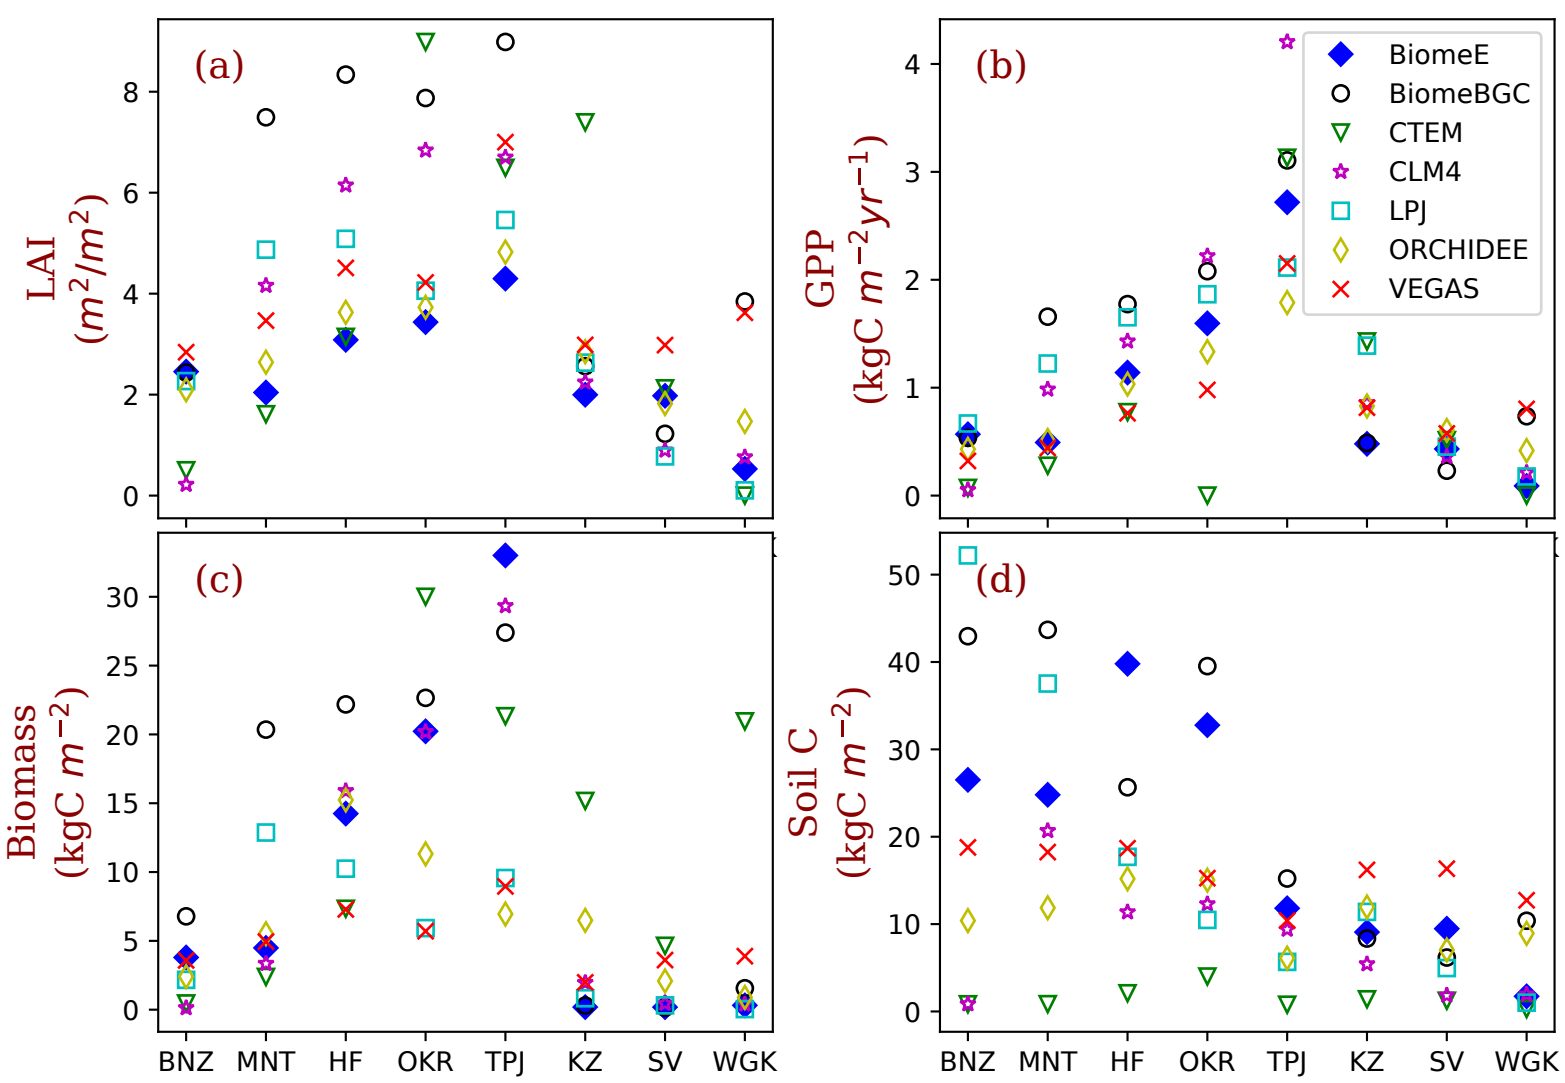 (a)
LAI
(m²/m²)
8
6
4
2
0
(b)
GPP
(kgC m⁻²yr⁻¹)
4
3
2
1
0
BiomeE
BiomeBGC
CTEM
CLM4
LPJ
ORCHIDEE
VEGAS
(c)
Biomass
(kgC m⁻²)
30
25
20
15
10
5
0
BNZ MNT HF OKR TPJ KZ SV WGK
(d)
Soil C
(kgC m⁻²)
50
40
30
20
10
0
BNZ MNT HF OKR TPJ KZ SV WGK